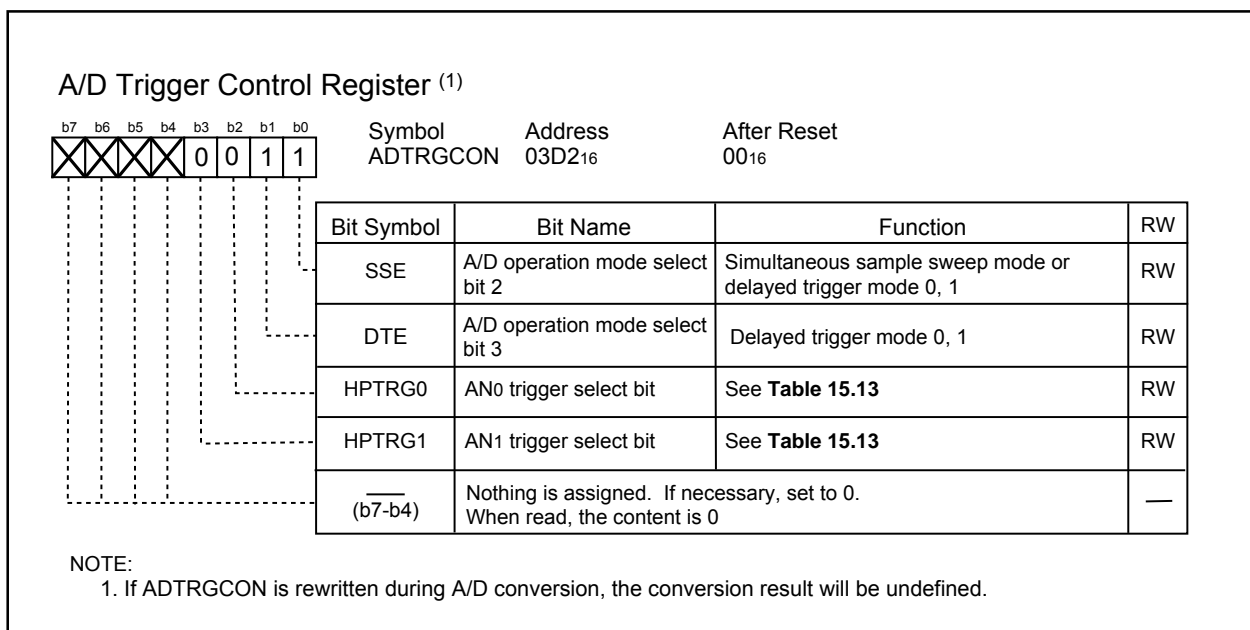 A/D Trigger Control Register (1)
b7 b6 b5 b4 b3 b2 b1 b0
0 0 1 1
Symbol Address After Reset
ADTRGCON 03D216 0016
Bit Symbol Bit Name Function RW
SSE A/D operation mode select bit 2 Simultaneous sample sweep mode or delayed trigger mode 0, 1 RW
DTE A/D operation mode select bit 3 Delayed trigger mode 0, 1 RW
HPTRG0 AN0 trigger select bit See Table 15.13 RW
HPTRG1 AN1 trigger select bit See Table 15.13 RW
(b7-b4) Nothing is assigned. If necessary, set to 0. When read, the content is 0 —
NOTE:
1. If ADTRGCON is rewritten during A/D conversion, the conversion result will be undefined.